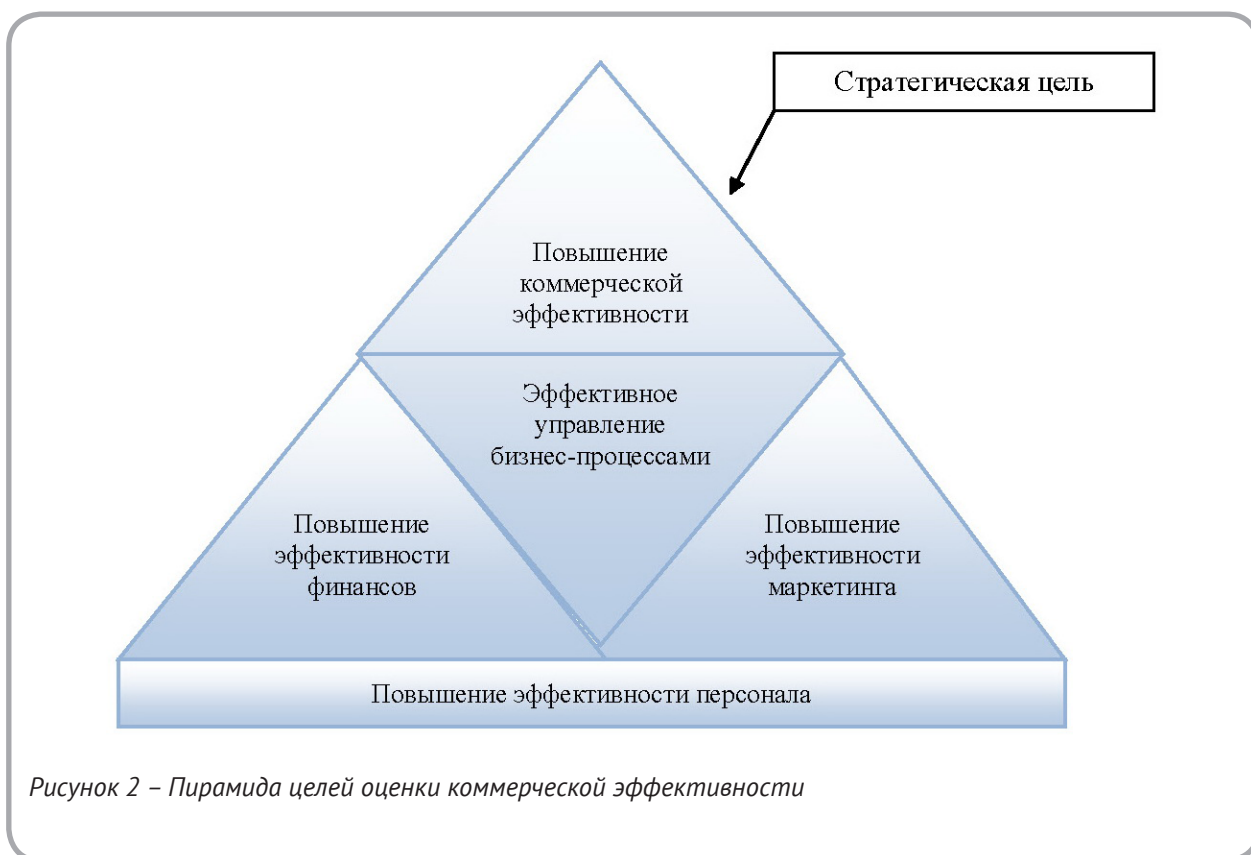 Стратегическая цель
Повышение
коммерческой
эффективности
Эффективное
управление
бизнес-процессами
Повышение
эффективности
финансов
Повышение
эффективности
маркетинга
Повышение эффективности персонала
Рисунок 2 – Пирамида целей оценки коммерческой эффективности